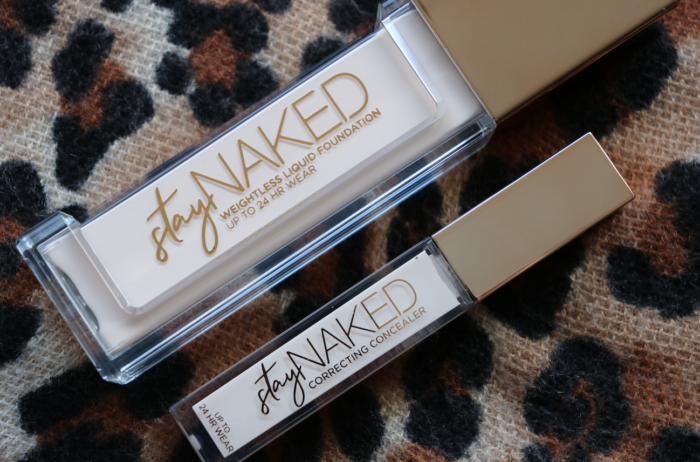 stay NAKED
WEIGHTLESS LIQUID FOUNDATION
UP TO 24 HR WEAR
stay NAKED
CORRECTING CONCEALER
UP TO
24 HR WEAR